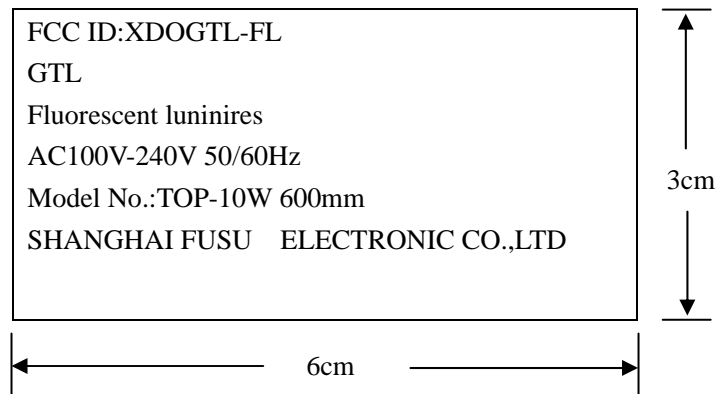 FCC ID:XDOGTL-FL
GTL
Fluorescent luninires
AC100V-240V 50/60Hz
Model No.:TOP-10W 600mm
SHANGHAI FUSU ELECTRONIC CO.,LTD
3cm
6cm